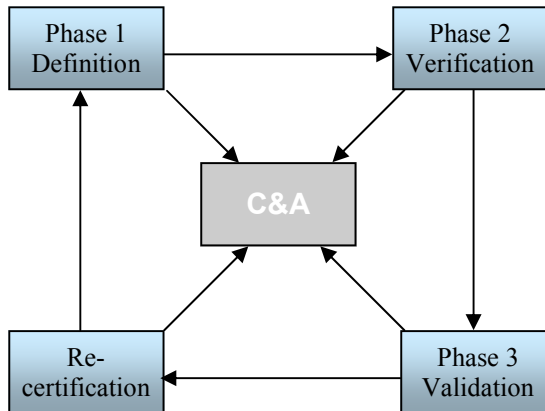 Phase 1
Definition
Phase 2
Verification
C&A
Re-
certification
Phase 3
Validation